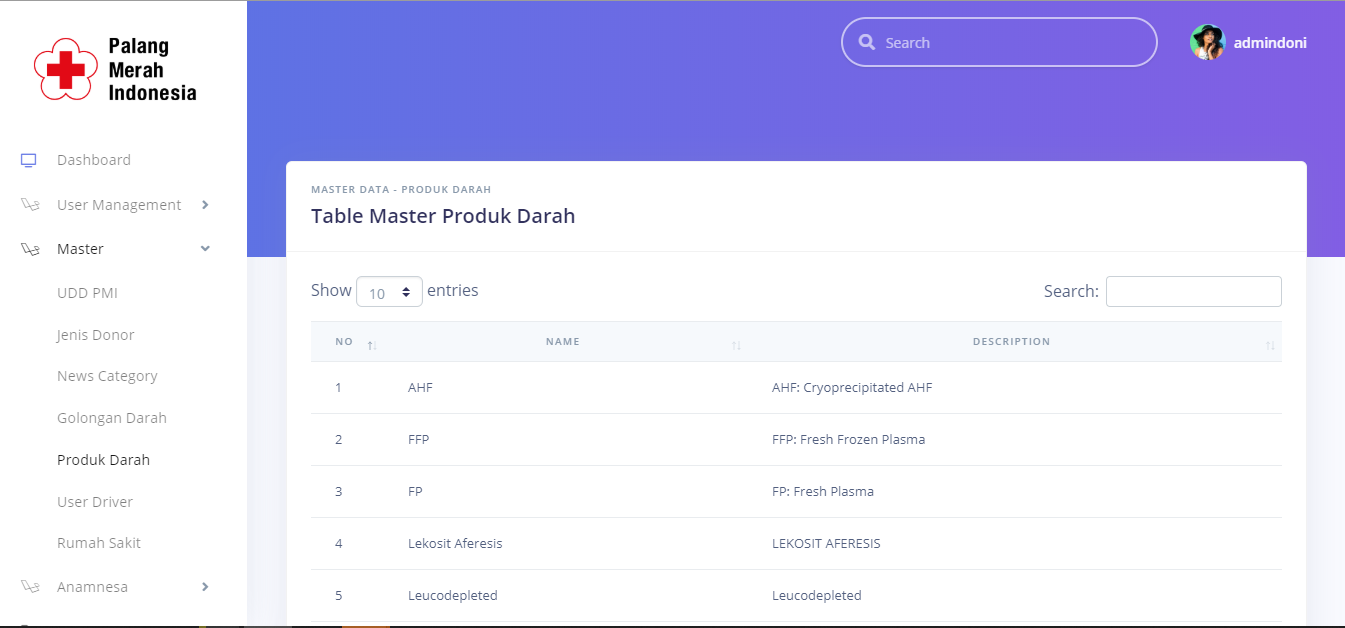 Palang
Merah
Indonesia
Search
admindoni
Dashboard
User Management
Master
UDD PMI
Jenis Donor
News Category
Golongan Darah
Produk Darah
User Driver
Rumah Sakit
Anamnesa
MASTER DATA - PRODUK DARAH
Table Master Produk Darah
Show 10 entries
Search:
NO NAME DESCRIPTION
1 AHF AHF: Cryoprecipitated AHF
2 FFP FFP: Fresh Frozen Plasma
3 FP FP: Fresh Plasma
4 Lekosit Aferesis LEKOSIT AFERESIS
5 Leucodepleted Leucodepleted